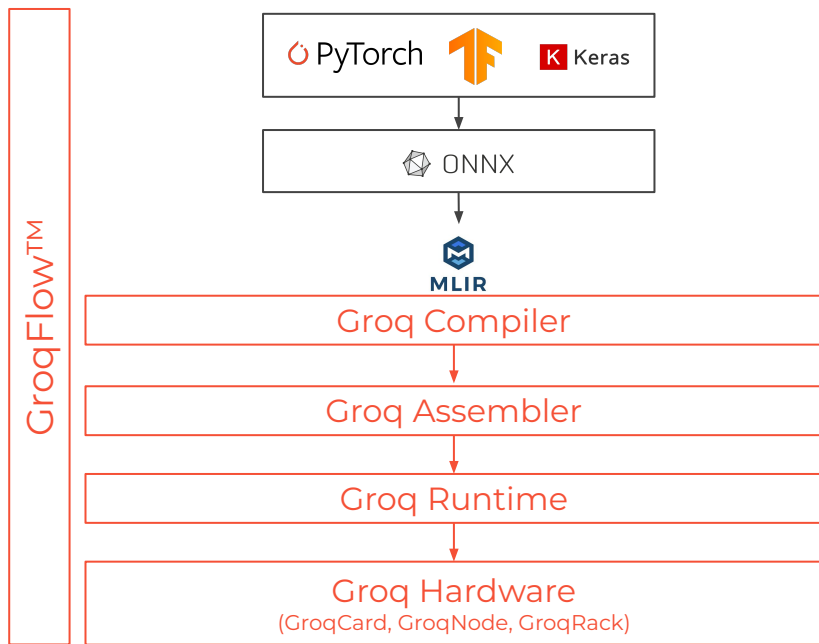 GroqFlow™
PyTorch
K Keras
ONNX
MLIR
Groq Compiler
Groq Assembler
Groq Runtime
Groq Hardware
(GroqCard, GroqNode, GroqRack)